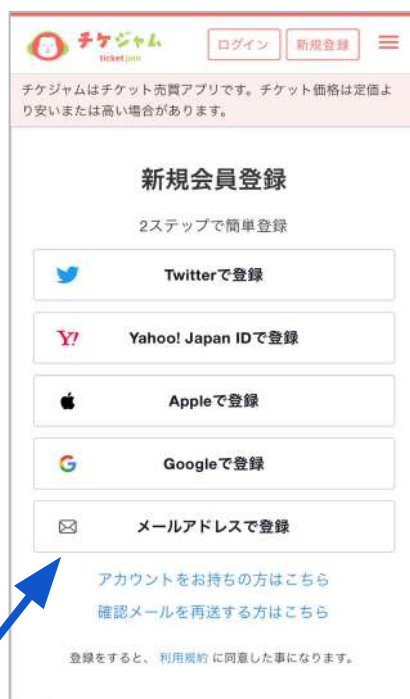 チケジャム
ticket jam
ログイン
新規登録
チケジャムはチケット売買アプリです。チケット価格は定価よ
り安いまたは高い場合があります。
新規会員登録
2ステップで簡単登録
Twitterで登録
Y! Yahoo! Japan IDで登録
Appleで登録
Googleで登録
メールアドレスで登録
アカウントをお持ちの方はこちら
確認メールを再送する方はこちら
登録をすると、 利用規約 に同意した事になります。